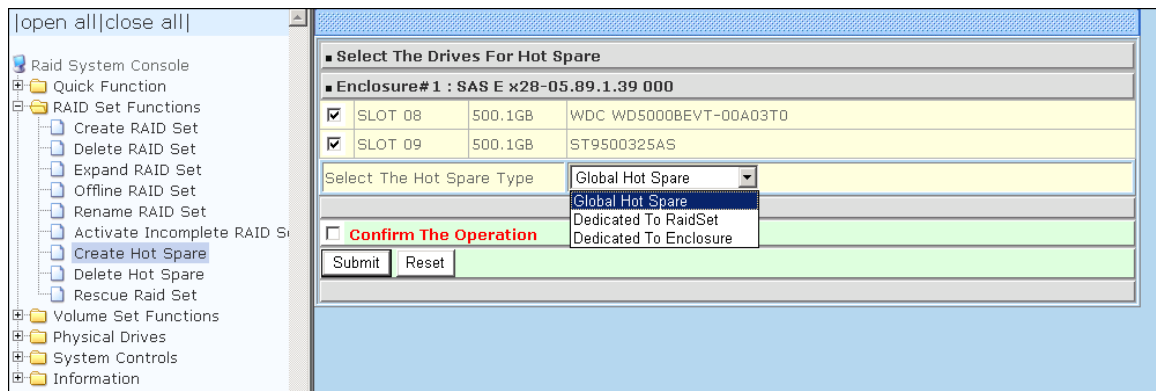 |open all|close all|
Raid System Console
Quick Function
RAID Set Functions
Create RAID Set
Delete RAID Set
Expand RAID Set
Offline RAID Set
Rename RAID Set
Activate Incomplete RAID S
Create Hot Spare
Delete Hot Spare
Rescue Raid Set
Volume Set Functions
Physical Drives
System Controls
Information
Select The Drives For Hot Spare
Enclosure#1 : SAS E x28-05.89.1.39 000
SLOT 08 500.1GB WDC WD5000BEVT-00A03T0
SLOT 09 500.1GB ST9500325AS
Select The Hot Spare Type Global Hot Spare
Global Hot Spare
Dedicated To RaidSet
Dedicated To Enclosure
Confirm The Operation
Submit Reset